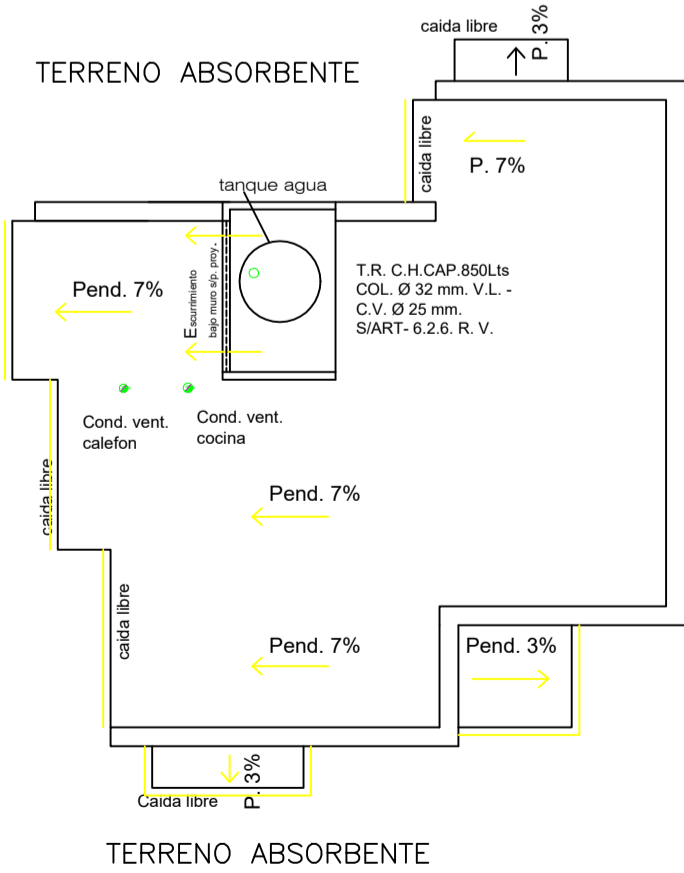 caida libre
P. 3%
TERRENO ABSORBENTE
caida libre
P. 7%
tanque agua
Pend. 7%
Escurrimiento
bajo muro s/p. proy.
T.R. C.H.CAP.850Lts
COL. Ø 32 mm. V.L. -
C.V. Ø 25 mm.
S/ART- 6.2.6. R. V.
Cond. vent.
calefon
Cond. vent.
cocina
caida libre
Pend. 7%
caida libre
Pend. 7%
Pend. 3%
P. 3%
Caida libre
TERRENO ABSORBENTE